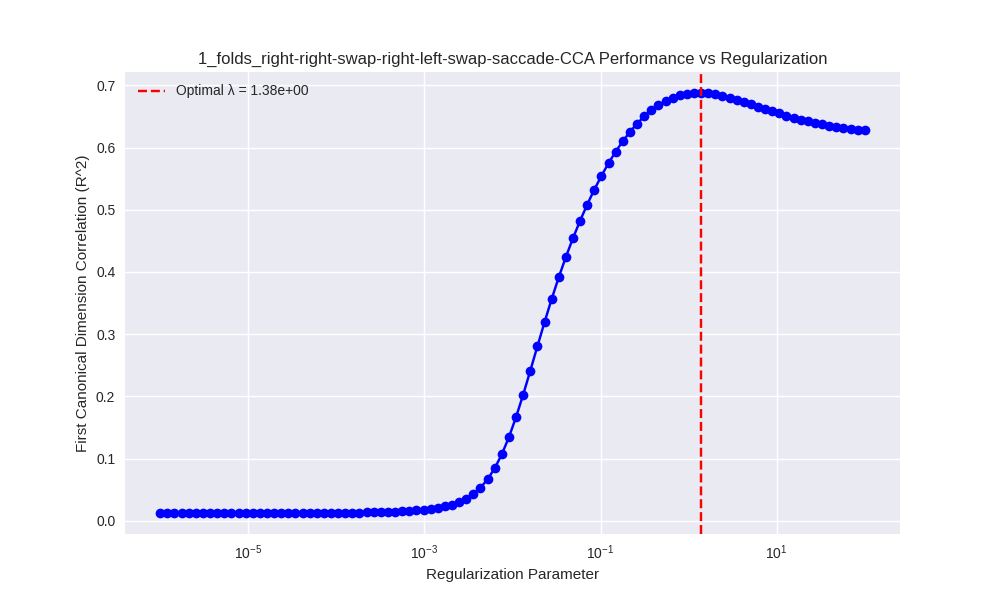 1_folds_right-right-swap-right-left-swap-saccade-CCA Performance vs Regularization
Optimal λ = 1.38e+00
First Canonical Dimension Correlation (R^2)
0.7
0.6
0.5
0.4
0.3
0.2
0.1
0.0
10⁻⁵ 10⁻³ 10⁻¹ 10¹
Regularization Parameter